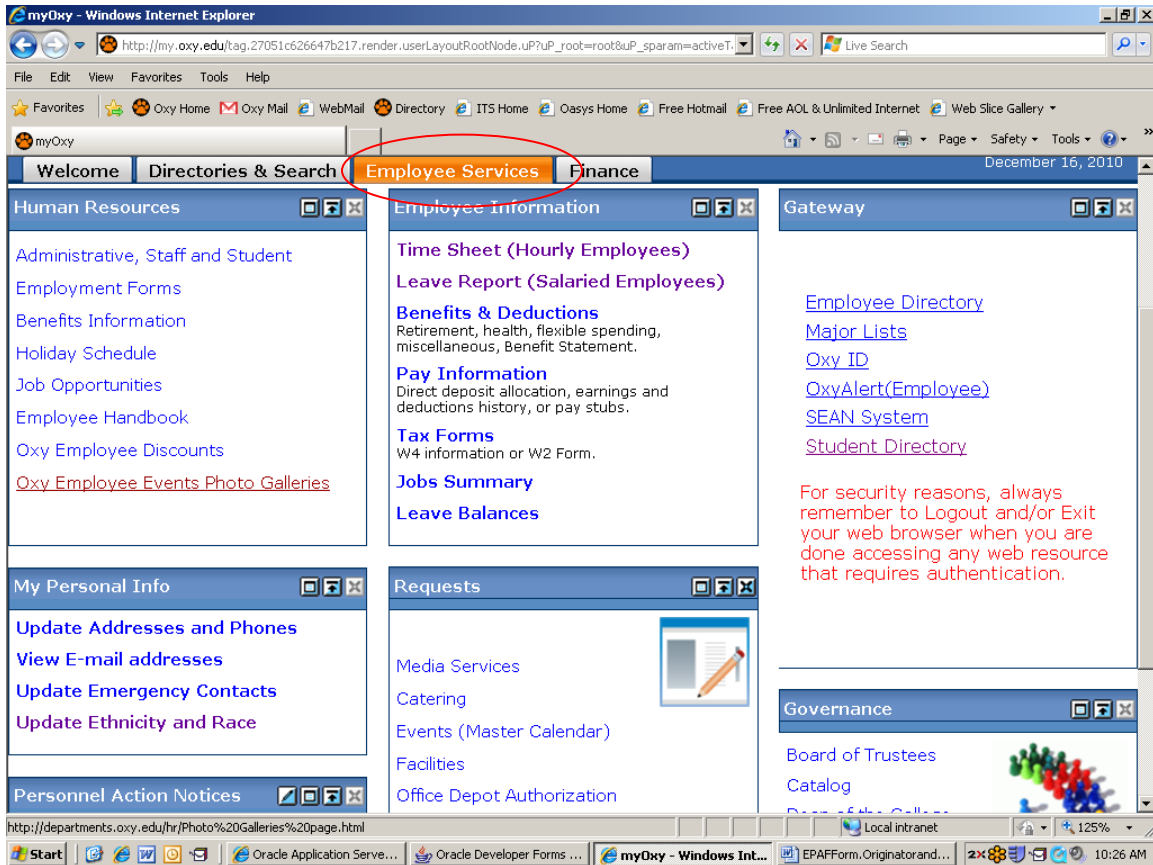 myOxy - Windows Internet Explorer
http://my.oxy.edu/tag.27051c626647b217.render.userLayoutRootNode.uP?uP_root=root&uP_sparam=activeT.
Live Search
File Edit View Favorites Tools Help
Favorites Oxy Home Oxy Mail WebMail Directory ITS Home Oasys Home Free Hotmail Free AOL & Unlimited Internet Web Slice Gallery
myOxy
Page Safety Tools
Welcome Directories & Search Employee Services Finance
December 16, 2010
Human Resources
Administrative, Staff and Student
Employment Forms
Benefits Information
Holiday Schedule
Job Opportunities
Employee Handbook
Oxy Employee Discounts
Oxy Employee Events Photo Galleries
My Personal Info
Update Addresses and Phones
View E-mail addresses
Update Emergency Contacts
Update Ethnicity and Race
Personnel Action Notices
Employee Information
Time Sheet (Hourly Employees)
Leave Report (Salaried Employees)
Benefits & Deductions
Retirement, health, flexible spending,
miscellaneous, Benefit Statement.
Pay Information
Direct deposit allocation, earnings and
deductions history, or pay stubs.
Tax Forms
W4 information or W2 Form.
Jobs Summary
Leave Balances
Requests
Media Services
Catering
Events (Master Calendar)
Facilities
Office Depot Authorization
Gateway
Employee Directory
Major Lists
Oxy ID
OxyAlert(Employee)
SEAN System
Student Directory
For security reasons, always
remember to Logout and/or Exit
your web browser when you are
done accessing any web resource
that requires authentication.
Governance
Board of Trustees
Catalog
Dean of the College
http://departments.oxy.edu/hr/Photo%20Galleries%20page.html
Local intranet
125%
Start
Oracle Application Serve...
Oracle Developer Forms ...
myOxy - Windows Int...
EPAFForm.Originatorand...
10:26 AM